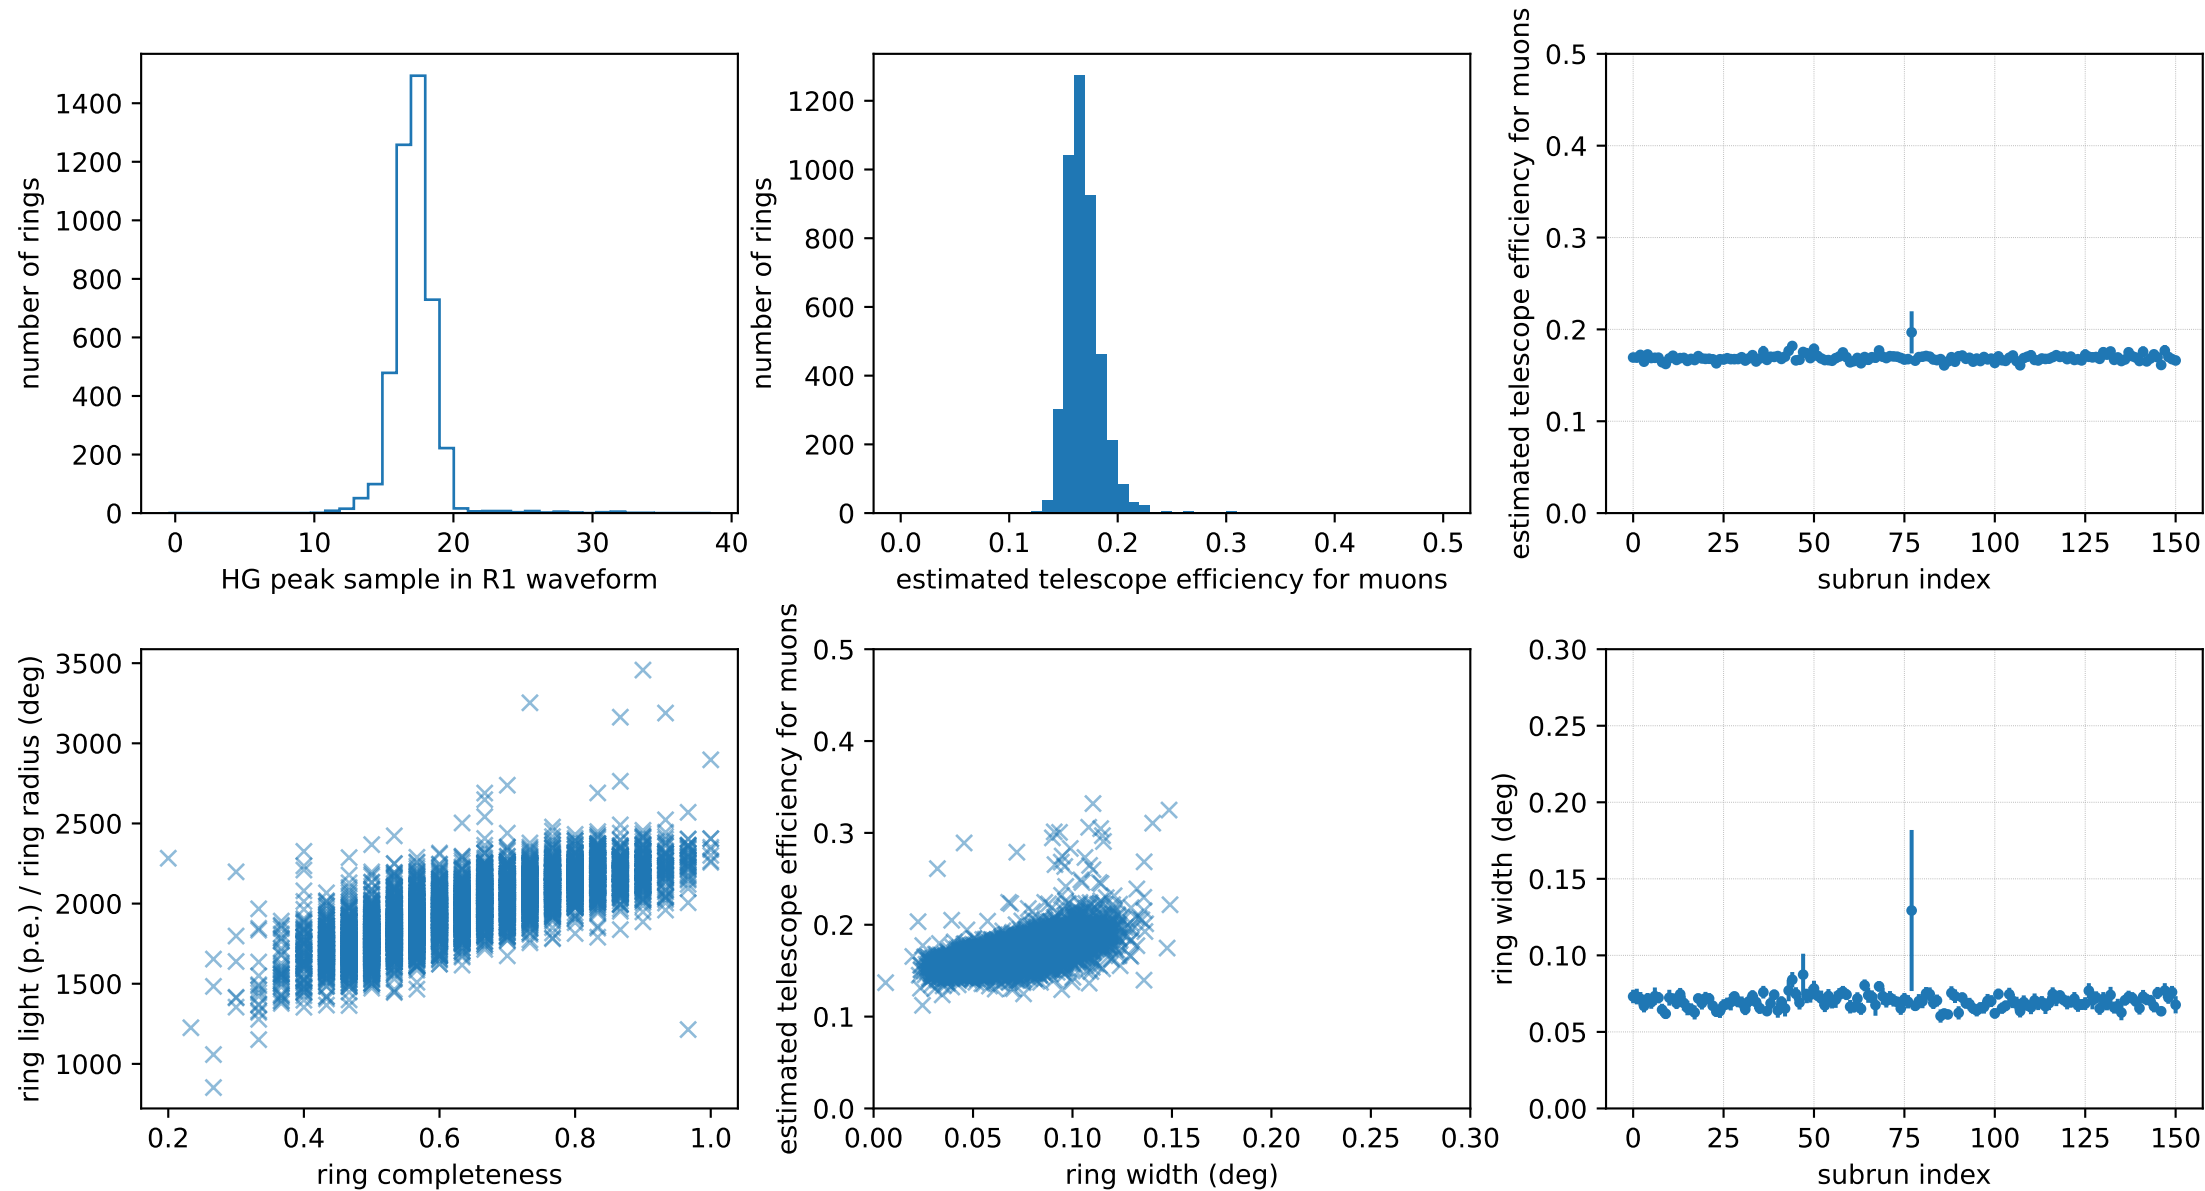 number of rings
1400
1200
1000
800
600
400
200
0
0 10 20 30 40
HG peak sample in R1 waveform
number of rings
1200
1000
800
600
400
200
0
0.0 0.1 0.2 0.3 0.4 0.5
estimated telescope efficiency for muons
estimated telescope efficiency for muons
0.5
0.4
0.3
0.2
0.1
0.0
0 25 50 75 100 125 150
subrun index
ring light (p.e.) / ring radius (deg)
3500
3000
2500
2000
1500
1000
0.2 0.4 0.6 0.8 1.0
ring completeness
estimated telescope efficiency for muons
0.5
0.4
0.3
0.2
0.1
0.0
0.00 0.05 0.10 0.15 0.20 0.25 0.30
ring width (deg)
ring width (deg)
0.30
0.25
0.20
0.15
0.10
0.05
0.00
0 25 50 75 100 125 150
subrun index